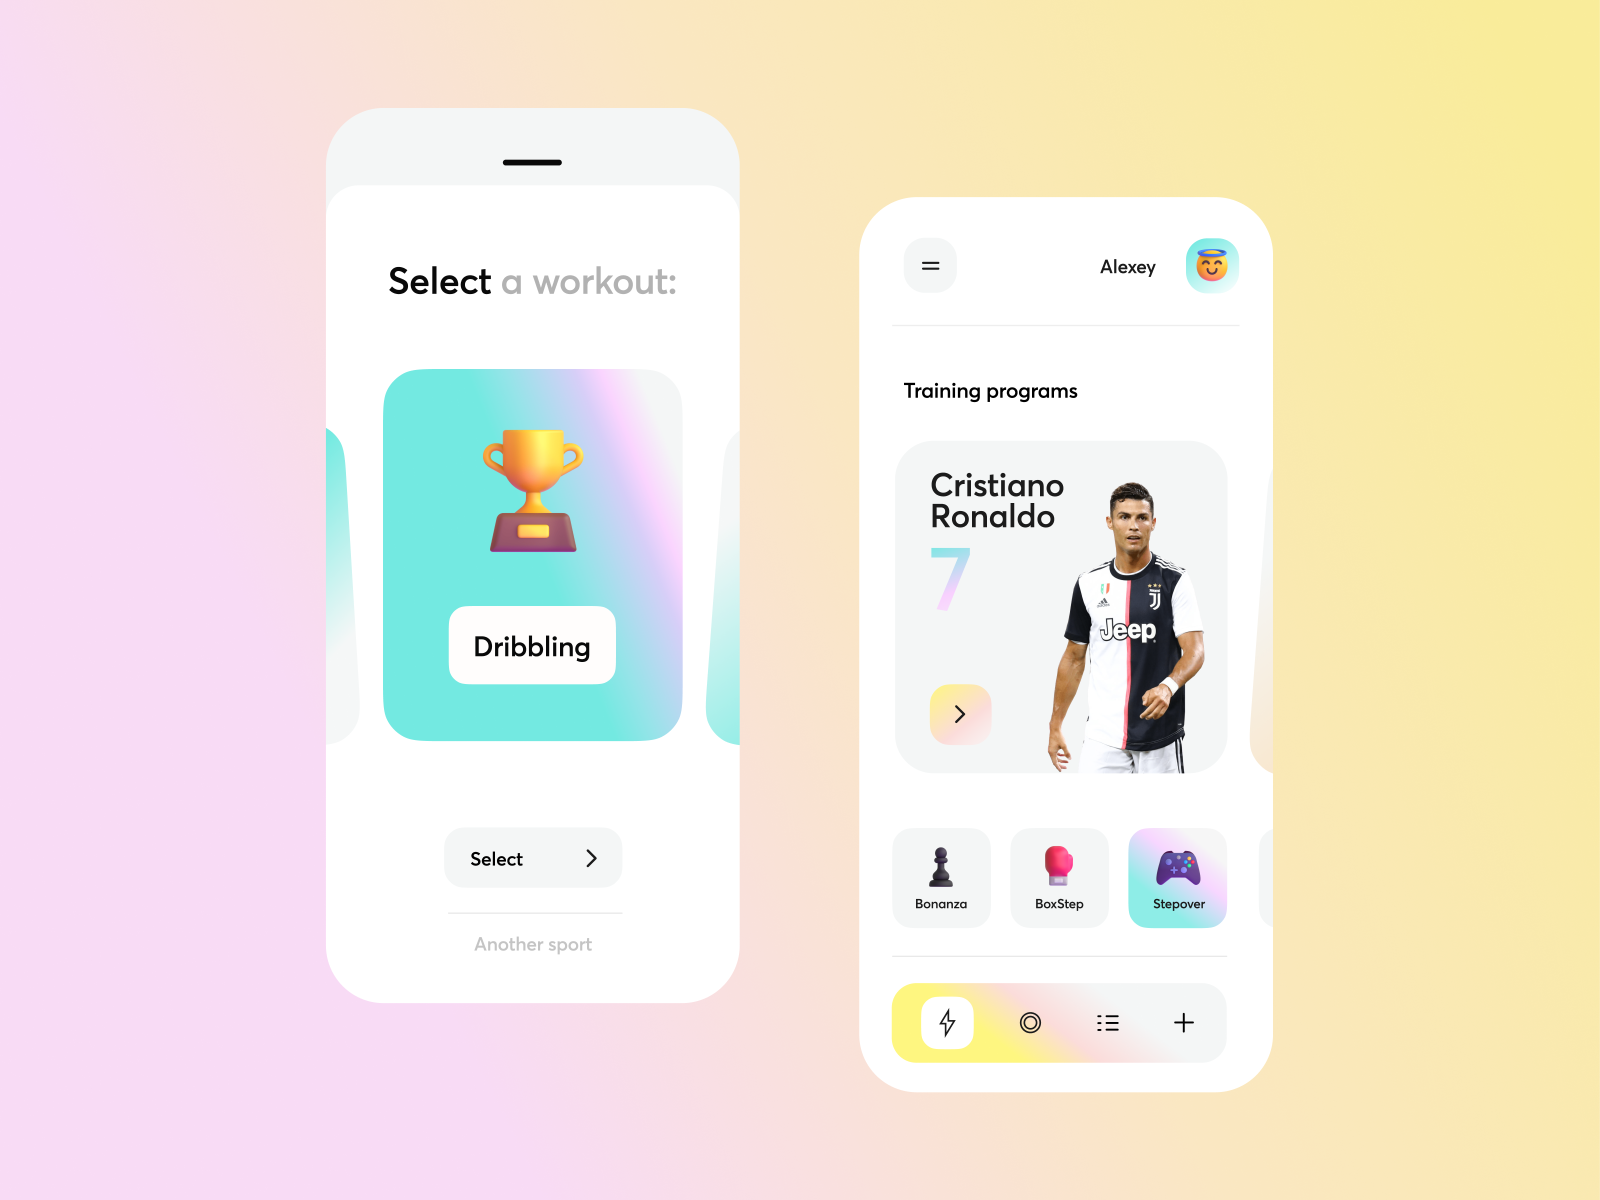 Select a workout:
Dribbling
Select
Another sport
Alexey
Training programs
Cristiano
Ronaldo
7
Jeep
Bonanza
BoxStep
Stepover